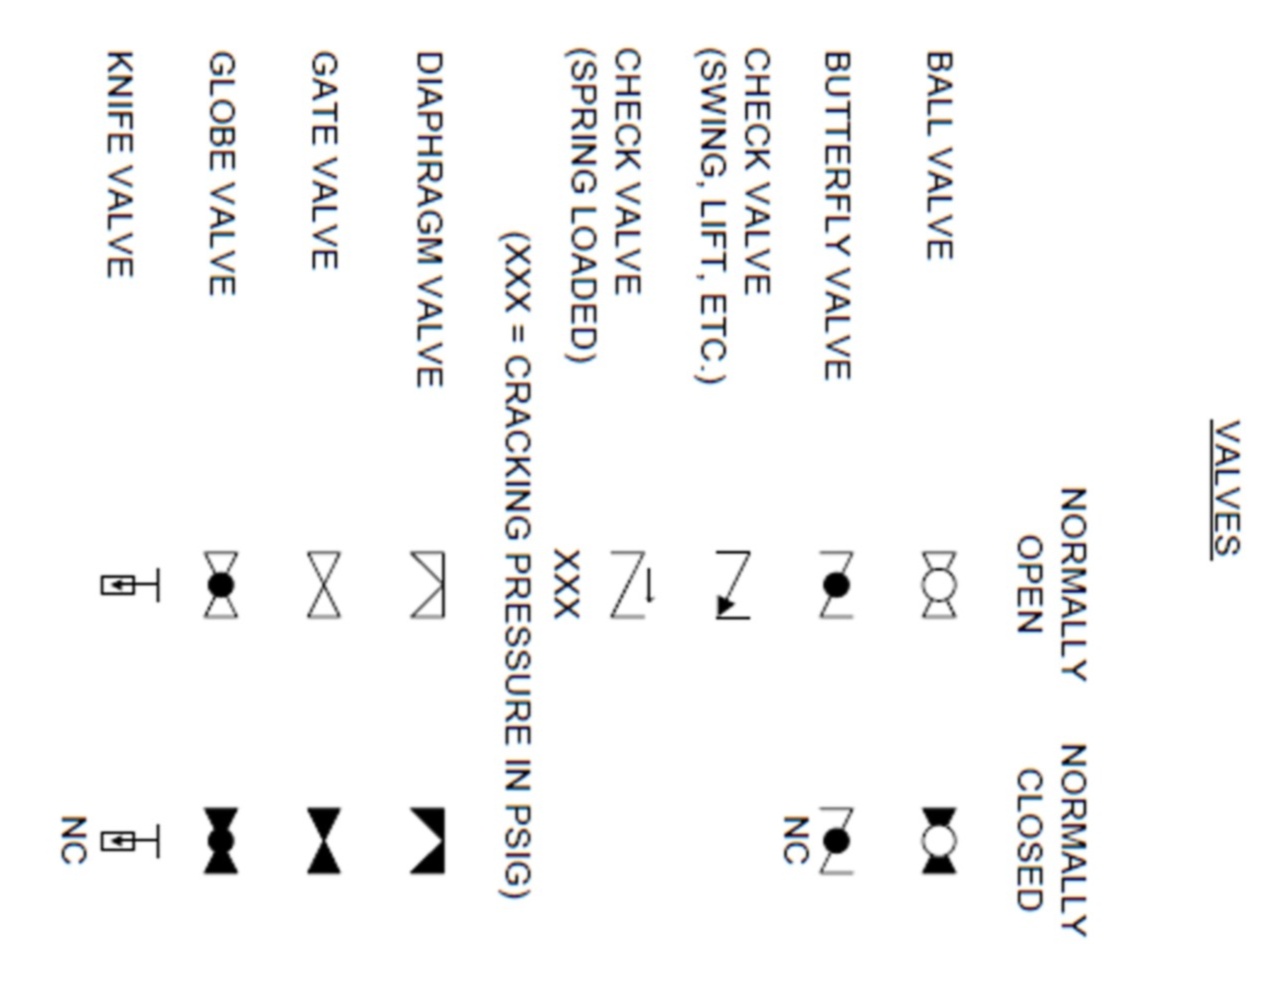 VALVES
NORMALLY
OPEN
NORMALLY
CLOSED
BALL VALVE
BUTTERFLY VALVE
NC
CHECK VALVE
(SWING, LIFT, ETC.)
CHECK VALVE
(SPRING LOADED)
XXX
(XXX = CRACKING PRESSURE IN PSIG)
DIAPHRAGM VALVE
GATE VALVE
GLOBE VALVE
KNIFE VALVE
NC